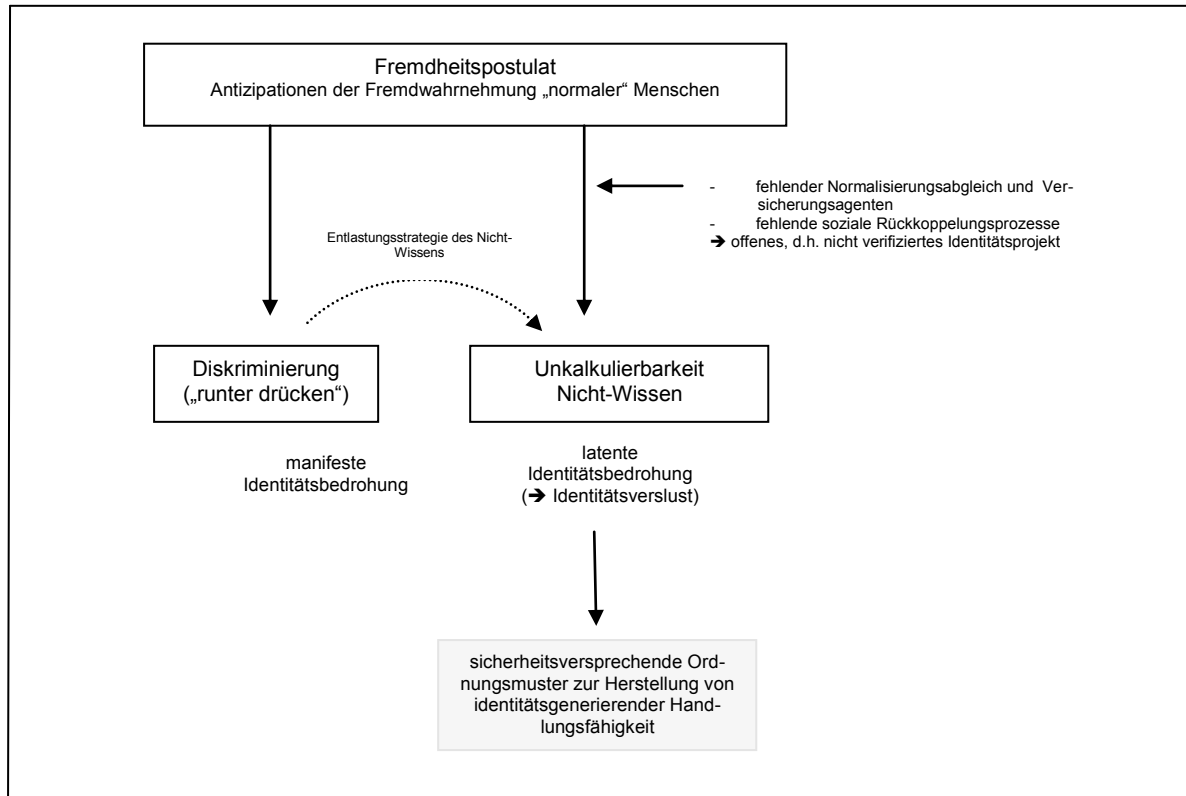 Fremdheitspostulat
Antizipationen der Fremdwahrnehmung „normaler“ Menschen
- fehlender Normalisierungsabgleich und Ver-
sicherungsagenten
- fehlende soziale Rückkoppelungsprozesse
➔ offenes, d.h. nicht verifiziertes Identitätsprojekt
Entlastungsstrategie des Nicht-
Wissens
Diskriminierung
(„runter drücken“)
Unkalkulierbarkeit
Nicht-Wissen
manifeste
Identitätsbedrohung
latente
Identitätsbedrohung
(➔ Identitätsverslust)
sicherheitsversprechende Ord-
nungsmuster zur Herstellung von
identitätsgenerierender Hand-
lungsfähigkeit